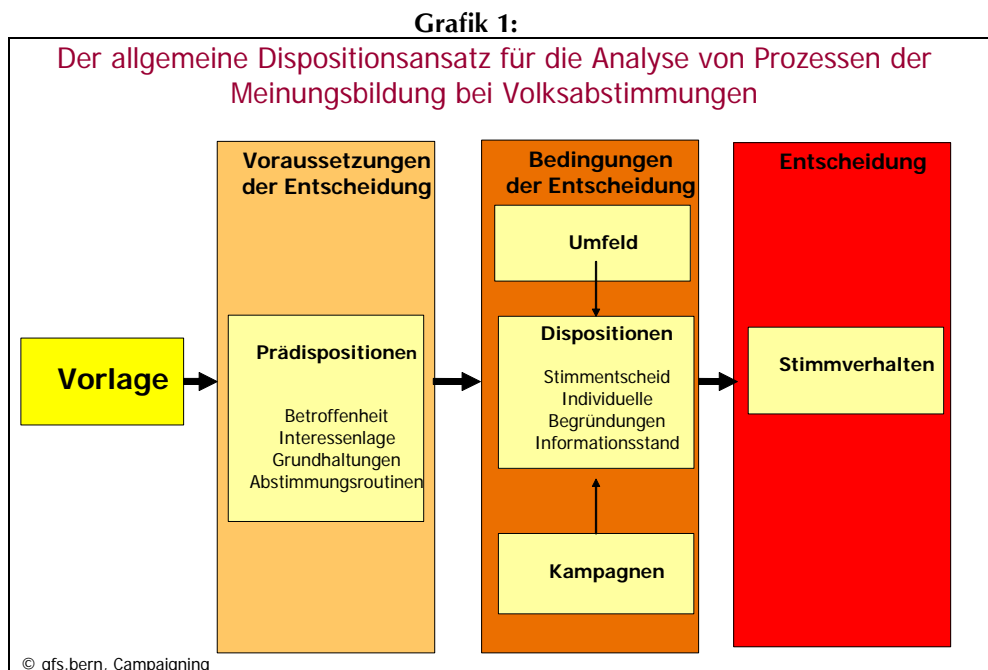 Grafik 1:
Der allgemeine Dispositionsansatz für die Analyse von Prozessen der
Meinungsbildung bei Volksabstimmungen
Vorlage
Voraussetzungen
der Entscheidung
Prädispositionen
Betroffenheit
Interessenlage
Grundhaltungen
Abstimmungsroutinen
Bedingungen
der Entscheidung
Umfeld
Dispositionen
Stimmentscheid
Individuelle
Begründungen
Informationsstand
Kampagnen
Entscheidung
Stimmverhalten
© gfs.bern, Campaigning